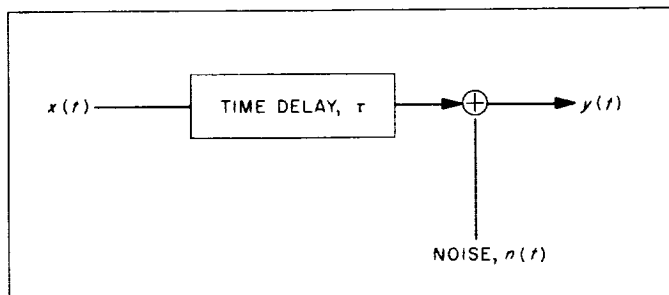 x(t)
TIME DELAY, τ
+
y(t)
NOISE, n(t)